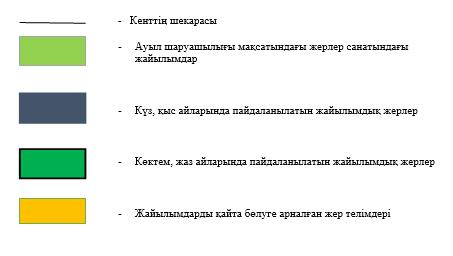 - Кенттің шекарасы
- Ауыл шаруашылығы мақсатындағы жерлер санатындағы
жайылымдар
- Күз, қыс айларында пайдаланылатын жайылымдық жерлер
- Көктем, жаз айларында пайдаланылатын жайылымдық жерлер
- Жайылымдарды қайта бөлуге арналған жер телімдері